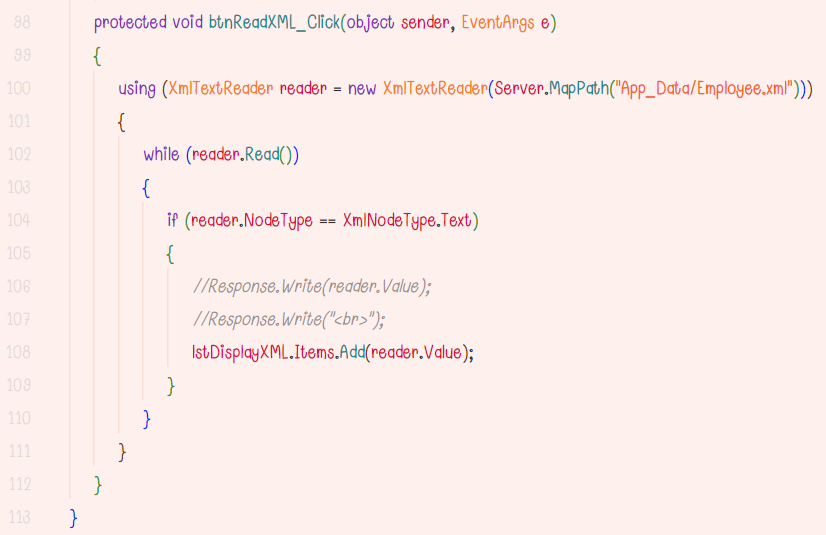 98 protected void btnReadXML_Click(object sender, EventArgs e)
99 {
100 using (XmlTextReader reader = new XmlTextReader(Server.MapPath("App_Data/Employee.xml")))
101 {
102 while (reader.Read())
103 {
104 if (reader.NodeType == XmlNodeType.Text)
105 {
106 //Response.Write(reader.Value);
107 //Response.Write("<br>");
108 lstDisplayXML.Items.Add(reader.Value);
109 }
110 }
111 }
112 }
113 }